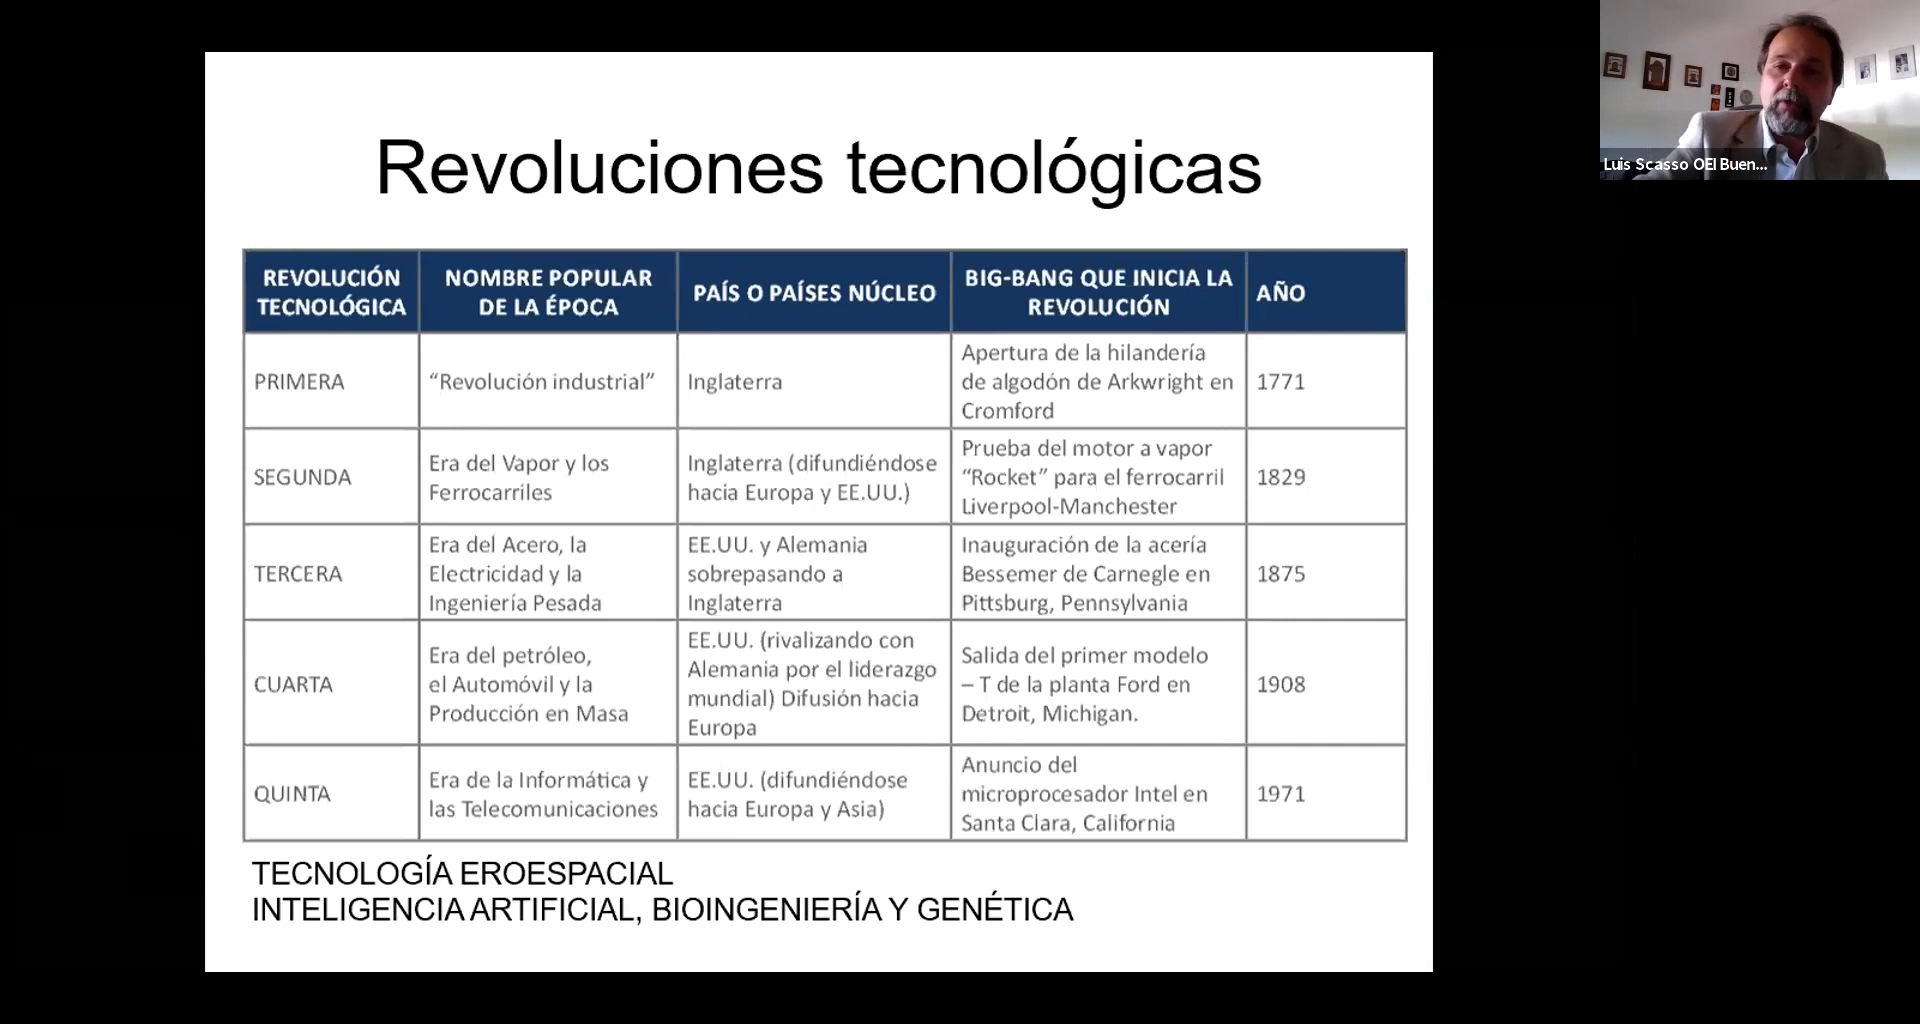 Revoluciones tecnológicas
REVOLUCIÓN TECNOLÓGICA
NOMBRE POPULAR DE LA ÉPOCA
PAÍS O PAÍSES NÚCLEO
BIG-BANG QUE INICIA LA REVOLUCIÓN
AÑO
PRIMERA
“Revolución industrial”
Inglaterra
Apertura de la hilandería
de algodón de Arkwright en
Cromford
1771
SEGUNDA
Era del Vapor y los
Ferrocarriles
Inglaterra (difundiéndose
hacia Europa y EE.UU.)
Prueba del motor a vapor
“Rocket” para el ferrocarril
Liverpool-Manchester
1829
TERCERA
Era del Acero, la
Electricidad y la
Ingeniería Pesada
EE.UU. y Alemania
sobrepasando a
Inglaterra
Inauguración de la acería
Bessemer de Carnegle en
Pittsburg, Pennsylvania
1875
CUARTA
Era del petróleo,
el Automóvil y la
Producción en Masa
EE.UU. (rivalizando con
Alemania por el liderazgo
mundial) Difusión hacia
Europa
Salida del primer modelo
– T de la planta Ford en
Detroit, Michigan.
1908
QUINTA
Era de la Informática y
las Telecomunicaciones
EE.UU. (difundiéndose
hacia Europa y Asia)
Anuncio del
microprocesador Intel en
Santa Clara, California
1971
TECNOLOGÍA EROESPACIAL
INTELIGENCIA ARTIFICIAL, BIOINGENIERÍA Y GENÉTICA
Luis Scasso OEI Buen...